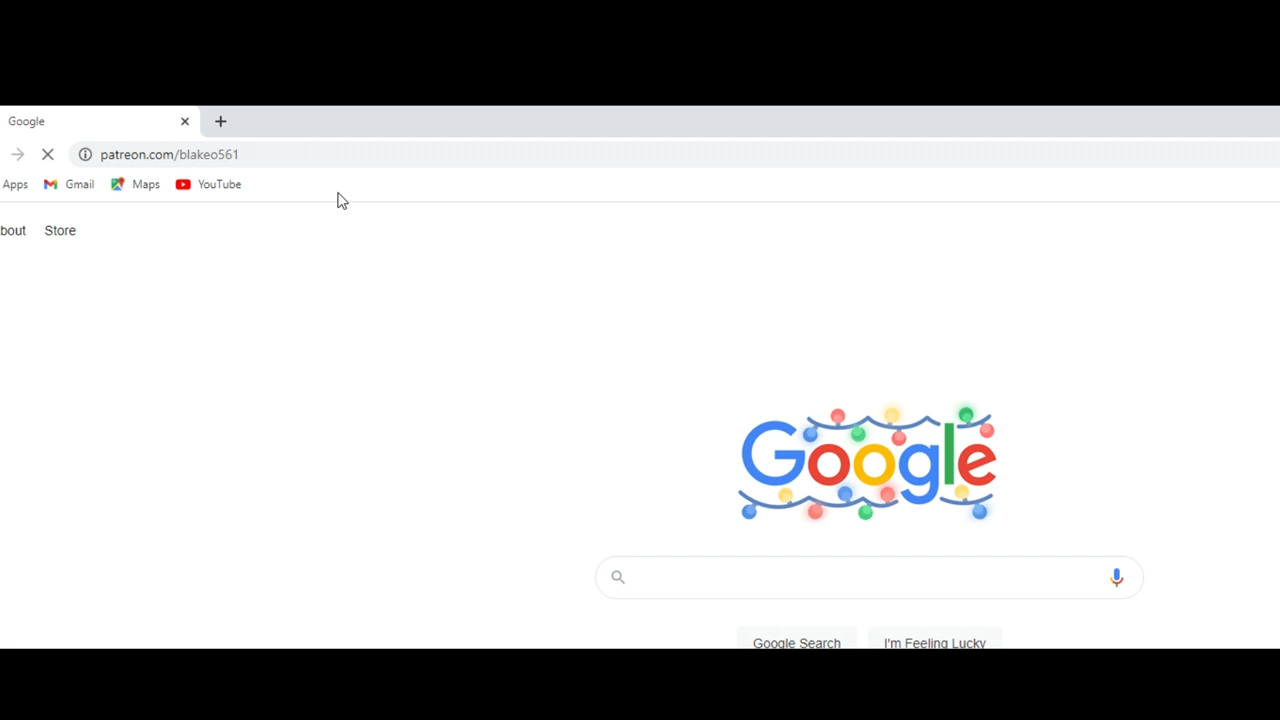 Google
patreon.com/blakeo561
Apps Gmail Maps YouTube
bout Store
Google
Google Search I'm Feeling Lucky